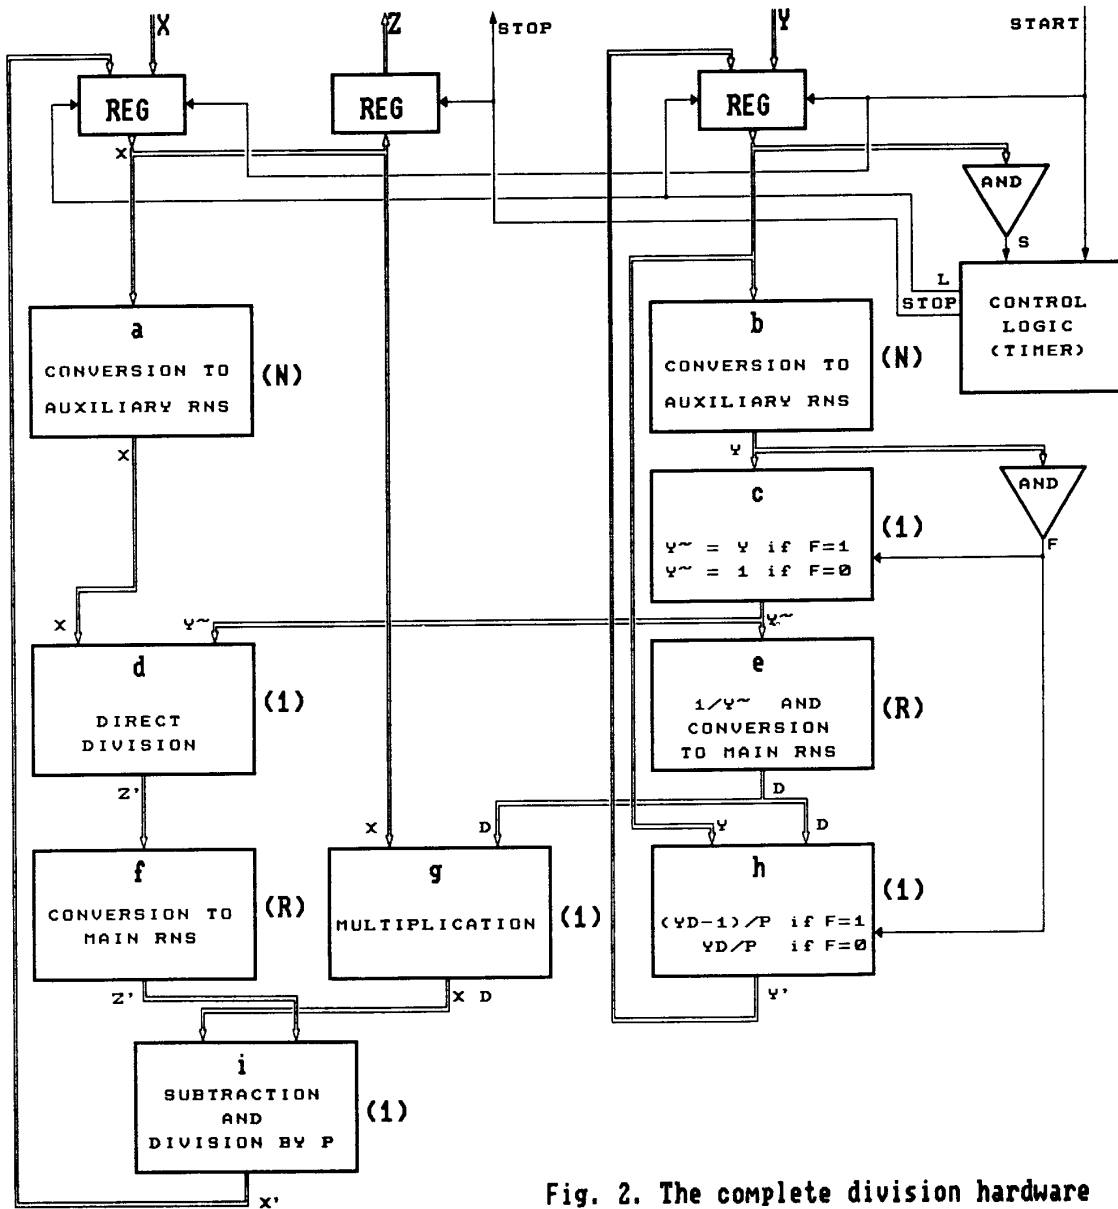 X
Z
STOP
Y
START
REG
REG
REG
X
AND
S
L
STOP
CONTROL
LOGIC
(TIMER)
a
CONVERSION TO
AUXILIARY RNS
(N)
b
CONVERSION TO
AUXILIARY RNS
(N)
X
Y
AND
F
c
Y~ = Y if F=1
Y~ = 1 if F=0
(1)
X
Y~
Y~
d
DIRECT
DIVISION
(1)
e
1/Y~ AND
CONVERSION
TO MAIN RNS
(R)
Z'
D
X
D
Y
D
f
CONVERSION TO
MAIN RNS
(R)
g
MULTIPLICATION
(1)
h
(YD-1)/P if F=1
YD/P if F=0
(1)
Z'
X D
Y'
i
SUBTRACTION
AND
DIVISION BY P
(1)
X'
Fig. 2. The complete division hardware